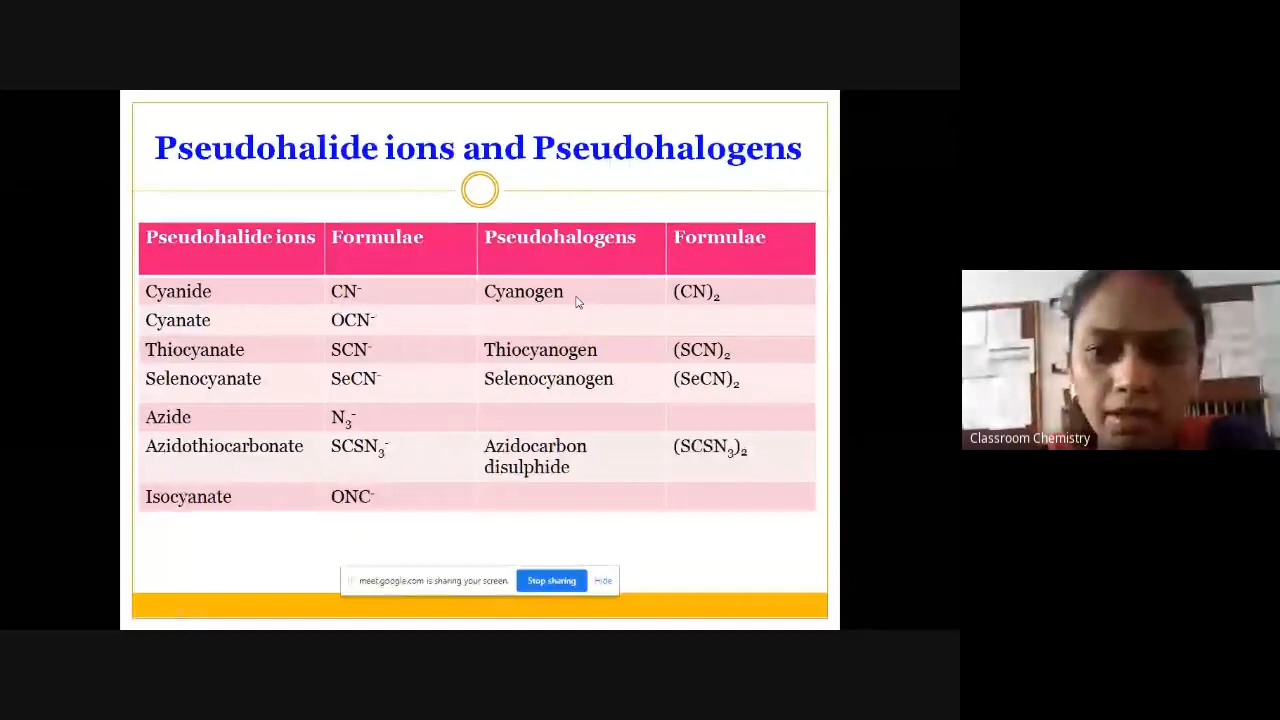 Pseudohalide ions and Pseudohalogens
Pseudohalide ions Formulae Pseudohalogens Formulae
Cyanide CN⁻ Cyanogen (CN)₂
Cyanate OCN⁻
Thiocyanate SCN⁻ Thiocyanogen (SCN)₂
Selenocyanate SeCN⁻ Selenocyanogen (SeCN)₂
Azide N₃⁻
Azidothiocarbonate SCSN₃⁻ Azidocarbon disulphide (SCSN₃)₂
Isocyanate ONC⁻
meet.google.com is sharing your screen. Stop sharing Hide
Classroom Chemistry